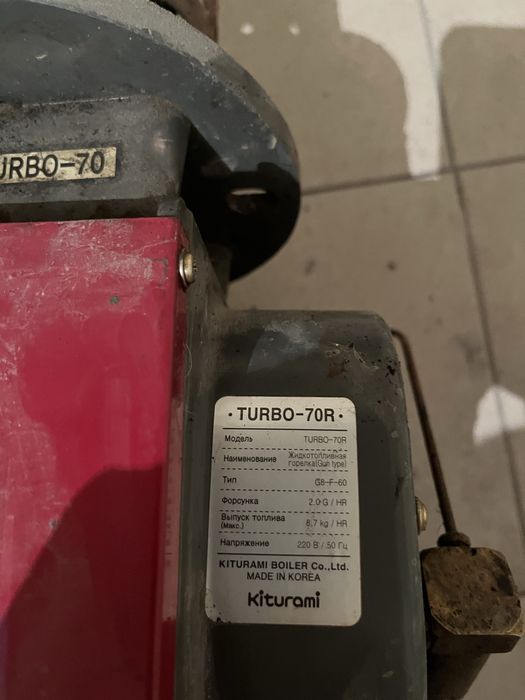 URBO-70
· TURBO-70R ·
Модель TURBO-70R
Наименование Жидкотопливная горелка(Gun type)
Тип G8-F-60
Форсунка 2.0 G / HR
Выпуск топлива (Макс.) 8.7 kg / HR
Напряжение 220 В / 50 Гц
KITURAMI BOILER Co.,Ltd.
MADE IN KOREA
Kiturami